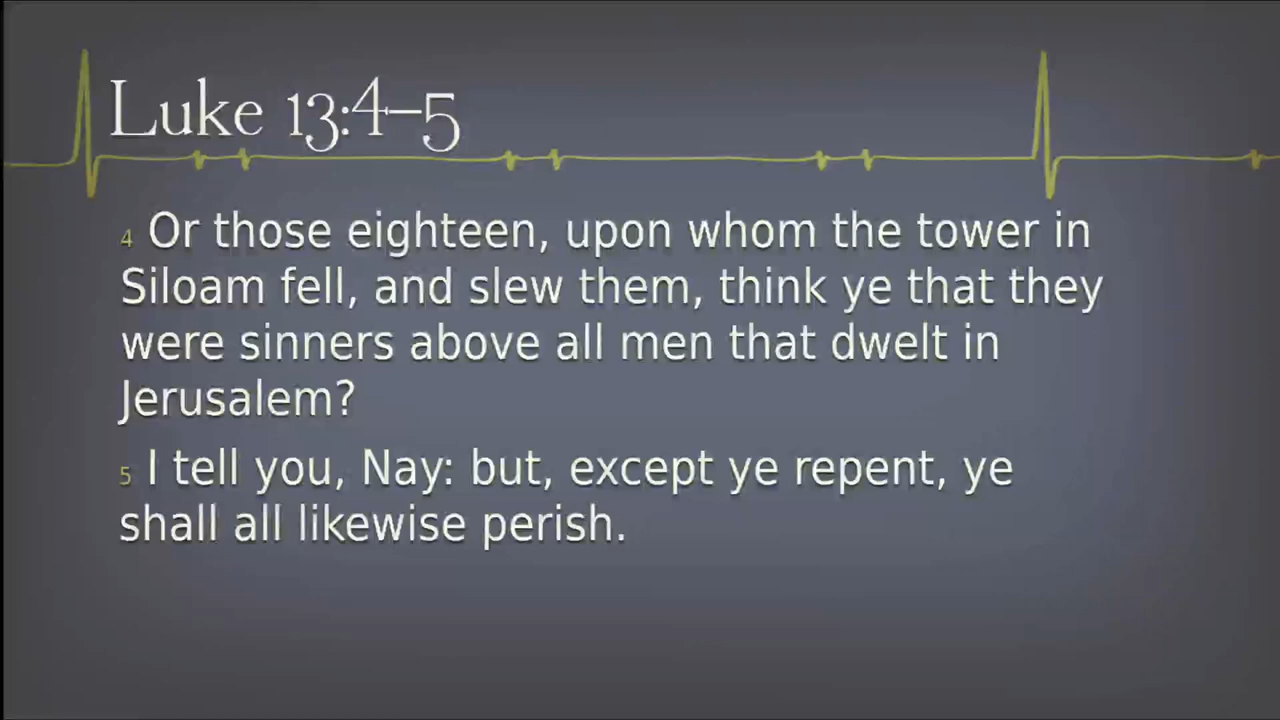 Luke 13:4–5
4 Or those eighteen, upon whom the tower in
Siloam fell, and slew them, think ye that they
were sinners above all men that dwelt in
Jerusalem?
5 I tell you, Nay: but, except ye repent, ye
shall all likewise perish.